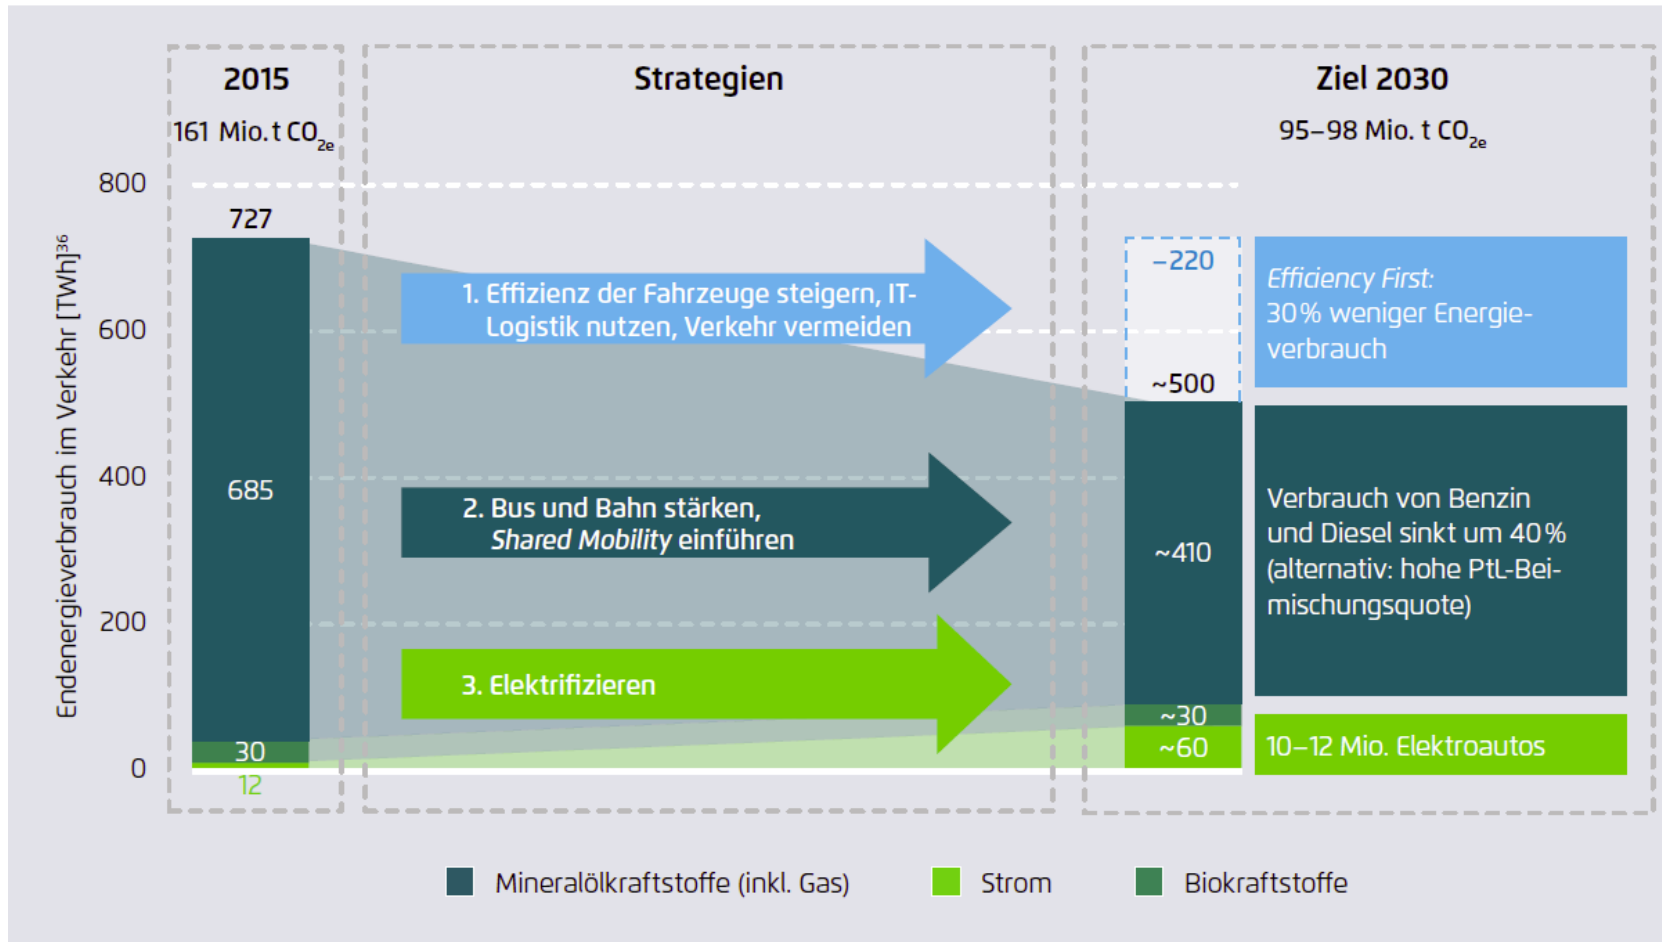 2015
161 Mio. t CO2e
Strategien
Ziel 2030
95–98 Mio. t CO2e
Endenergieverbrauch im Verkehr [TWh]36
800
600
400
200
0
727
685
30
12
1. Effizienz der Fahrzeuge steigern, IT-
Logistik nutzen, Verkehr vermeiden
2. Bus und Bahn stärken,
Shared Mobility einführen
3. Elektrifizieren
–220
~500
~410
~30
~60
Efficiency First:
30 % weniger Energie-
verbrauch
Verbrauch von Benzin
und Diesel sinkt um 40 %
(alternativ: hohe PtL-Bei-
mischungsquote)
10–12 Mio. Elektroautos
Mineralölkraftstoffe (inkl. Gas)
Strom
Biokraftstoffe